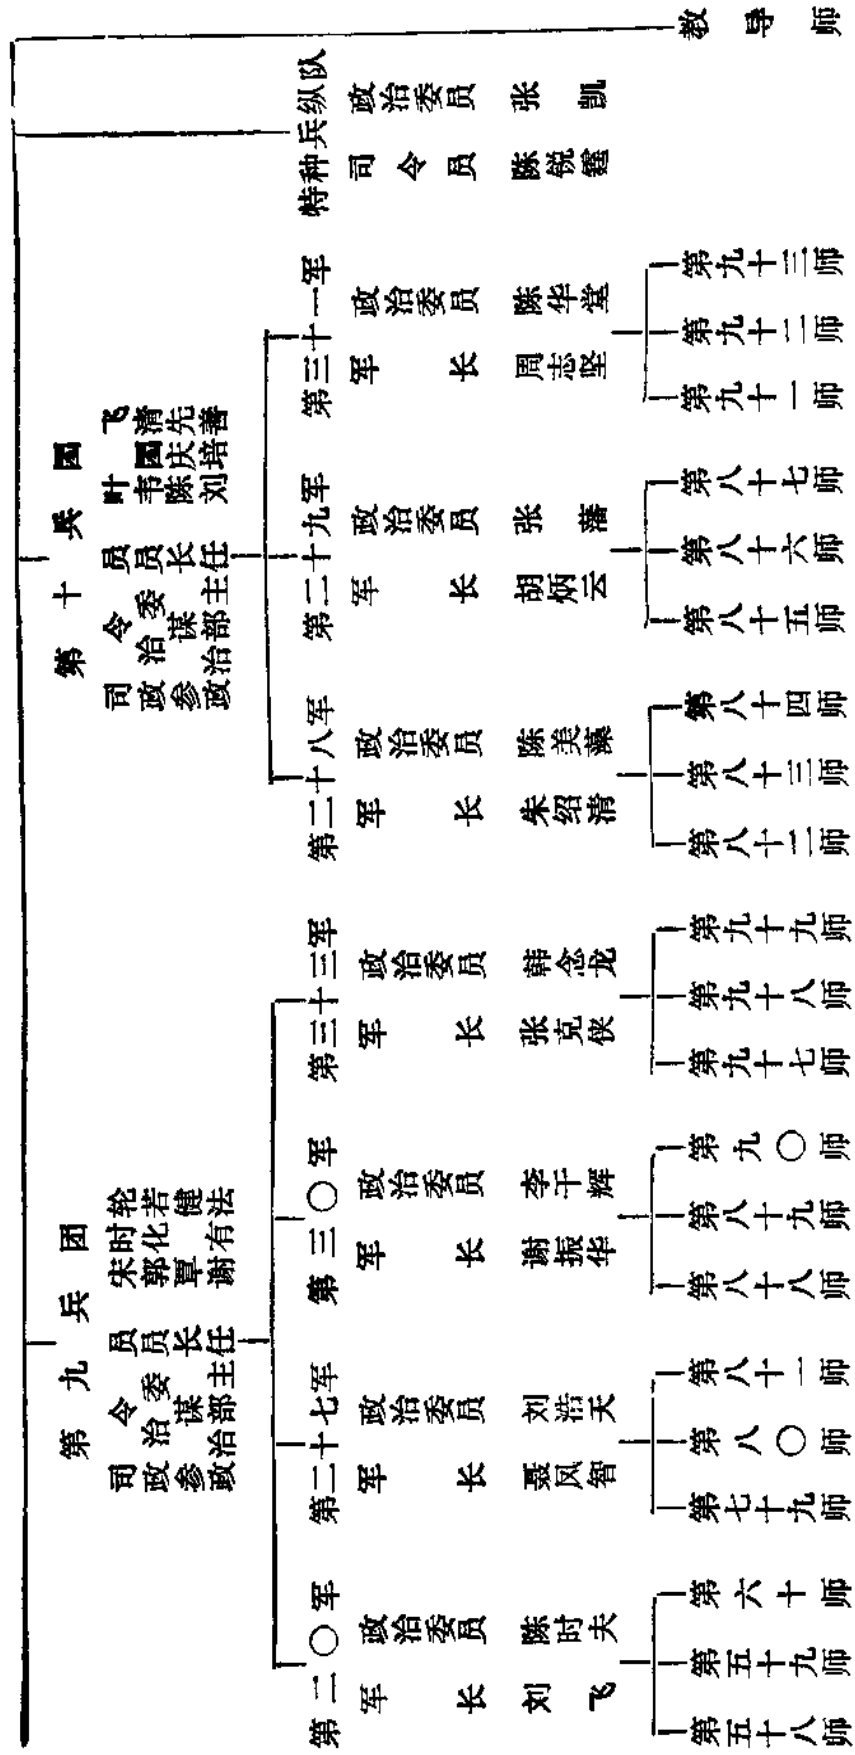 第九兵团
司令员 宋时轮
政治委员 郭化若
参谋长 覃健
政治部主任 谢有法
第二〇军
军长 刘飞
政治委员 陈时夫
第五十八师
第五十九师
第六十师
第二十七军
军长 聂凤智
政治委员 刘浩天
第七十九师
第八〇师
第八十一师
第三〇军
军长 谢振华
政治委员 李干辉
第八十八师
第八十九师
第九〇师
第三十三军
军长 张克侠
政治委员 韩念龙
第九十七师
第九十八师
第九十九师
第十兵团
司令员 叶飞
政治委员 韦国清
参谋长 陈庆先
政治部主任 刘培善
第二十八军
军长 朱绍清
政治委员 陈美藻
第八十二师
第八十三师
第八十四师
第二十九军
军长 胡炳云
政治委员 张藩
第八十五师
第八十六师
第八十七师
第三十一军
军长 周志坚
政治委员 陈华堂
第九十一师
第九十二师
第九十三师
特种兵纵队
司令员 陈锐霆
政治委员 张凯
教导师